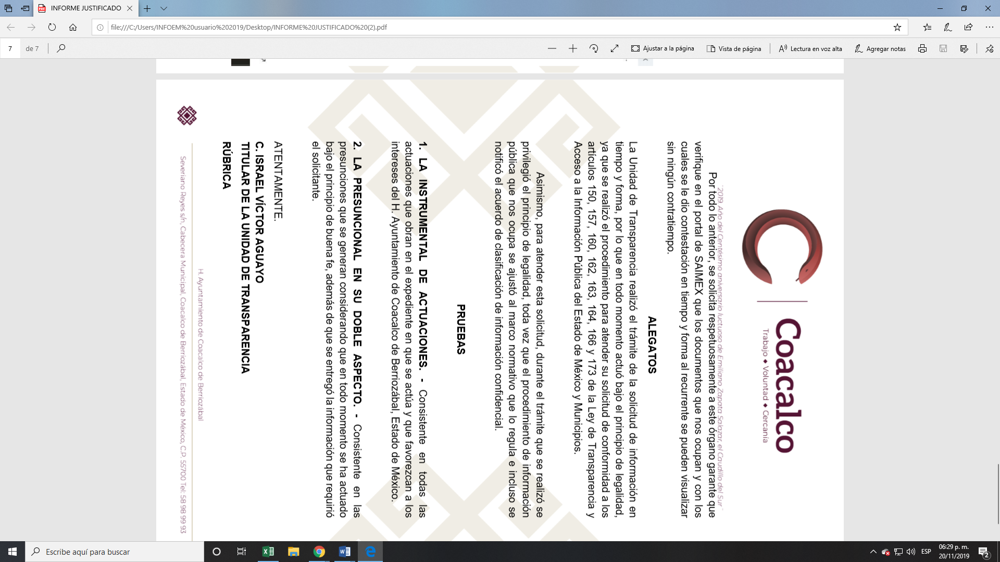 INFORME JUSTIFICADO
file:///C:/Users/INFOEM%20usuario%202019/Desktop/INFORME%20JUSTIFICADO%20(2).pdf
7 de 7
Ajustar a la página
Vista de página
Lectura en voz alta
Agregar notas
Coacalco
Trabajo ♦ Voluntad ♦ Cercanía
"2019. Año del Centésimo aniversario luctuoso de Emiliano Zapata Salazar, el Caudillo del Sur"
Por todo lo anterior, se solicita respetuosamente a este órgano garante que
verifique en el portal de SAIMEX que los documentos que nos ocupan y con los
cuales se le dio contestación en tiempo y forma al recurrente se pueden visualizar
sin ningún contratiempo.
ALEGATOS
La Unidad de Transparencia realizó el trámite de la solicitud de información en
tiempo y forma, por lo que en todo momento actuó bajo el principio de legalidad,
ya que se realizó el procedimiento para atender su solicitud de conformidad a los
artículos 150, 157, 160, 162, 163, 164, 166 y 173 de la Ley de Transparencia y
Acceso a la Información Pública del Estado de México y Municipios.
Asimismo, para atender esta solicitud, durante el trámite que se realizó se
privilegió el principio de legalidad, toda vez que el procedimiento de información
pública que nos ocupa se ajustó al marco normativo que lo regula e incluso se
notificó el acuerdo de clasificación de información confidencial.
PRUEBAS
1. LA INSTRUMENTAL DE ACTUACIONES. - Consistente en todas las
actuaciones que obran en el expediente en que se actúa y que favorezcan a los
intereses del H. Ayuntamiento de Coacalco de Berriozábal, Estado de México.
2. LA PRESUNCIONAL EN SU DOBLE ASPECTO. - Consistente en las
presunciones que se generan considerando que en todo momento se ha actuado
bajo el principio de buena fe, además de que se entregó la información que requirió
el solicitante.
ATENTAMENTE.
C. ISRAEL VÍCTOR AGUAYO
TITULAR DE LA UNIDAD DE TRANSPARENCIA
RÚBRICA
H. Ayuntamiento de Coacalco de Berriozábal
Severiano Reyes s/n, Cabecera Municipal, Coacalco de Berriozábal, Estado de México, C.P. 55700 Tel: 58 98 99 93
Escribe aquí para buscar
ESP
06:29 p. m.
20/11/2019
2